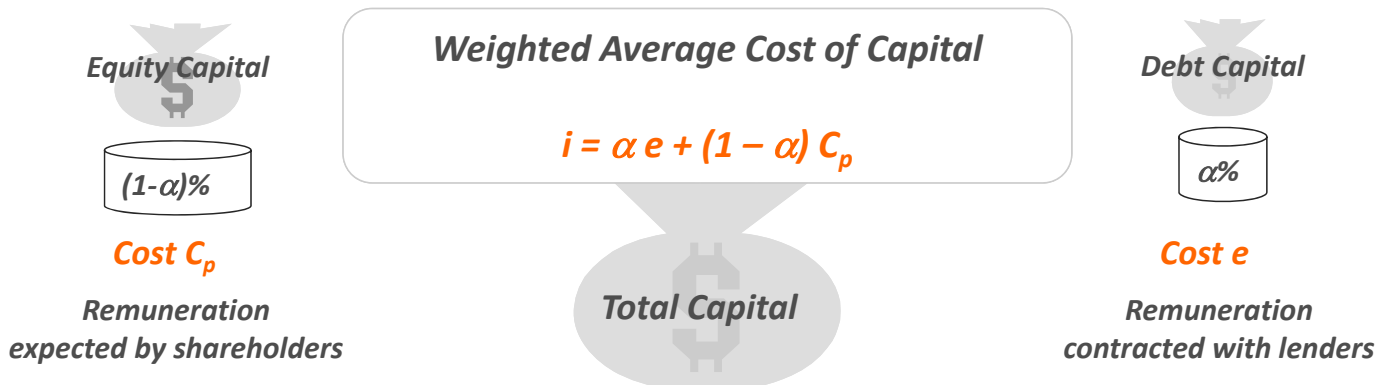 Weighted Average Cost of Capital
i = α e + (1 – α) Cₚ
Equity Capital
$
(1-α)%
Cost Cₚ
Remuneration
expected by shareholders
$
Total Capital
Debt Capital
$
α%
Cost e
Remuneration
contracted with lenders